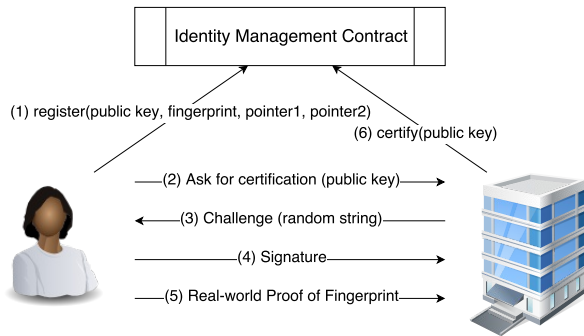 Identity Management Contract
(1) register(public key, fingerprint, pointer1, pointer2)
(6) certify(public key)
(2) Ask for certification (public key)
(3) Challenge (random string)
(4) Signature
(5) Real-world Proof of Fingerprint